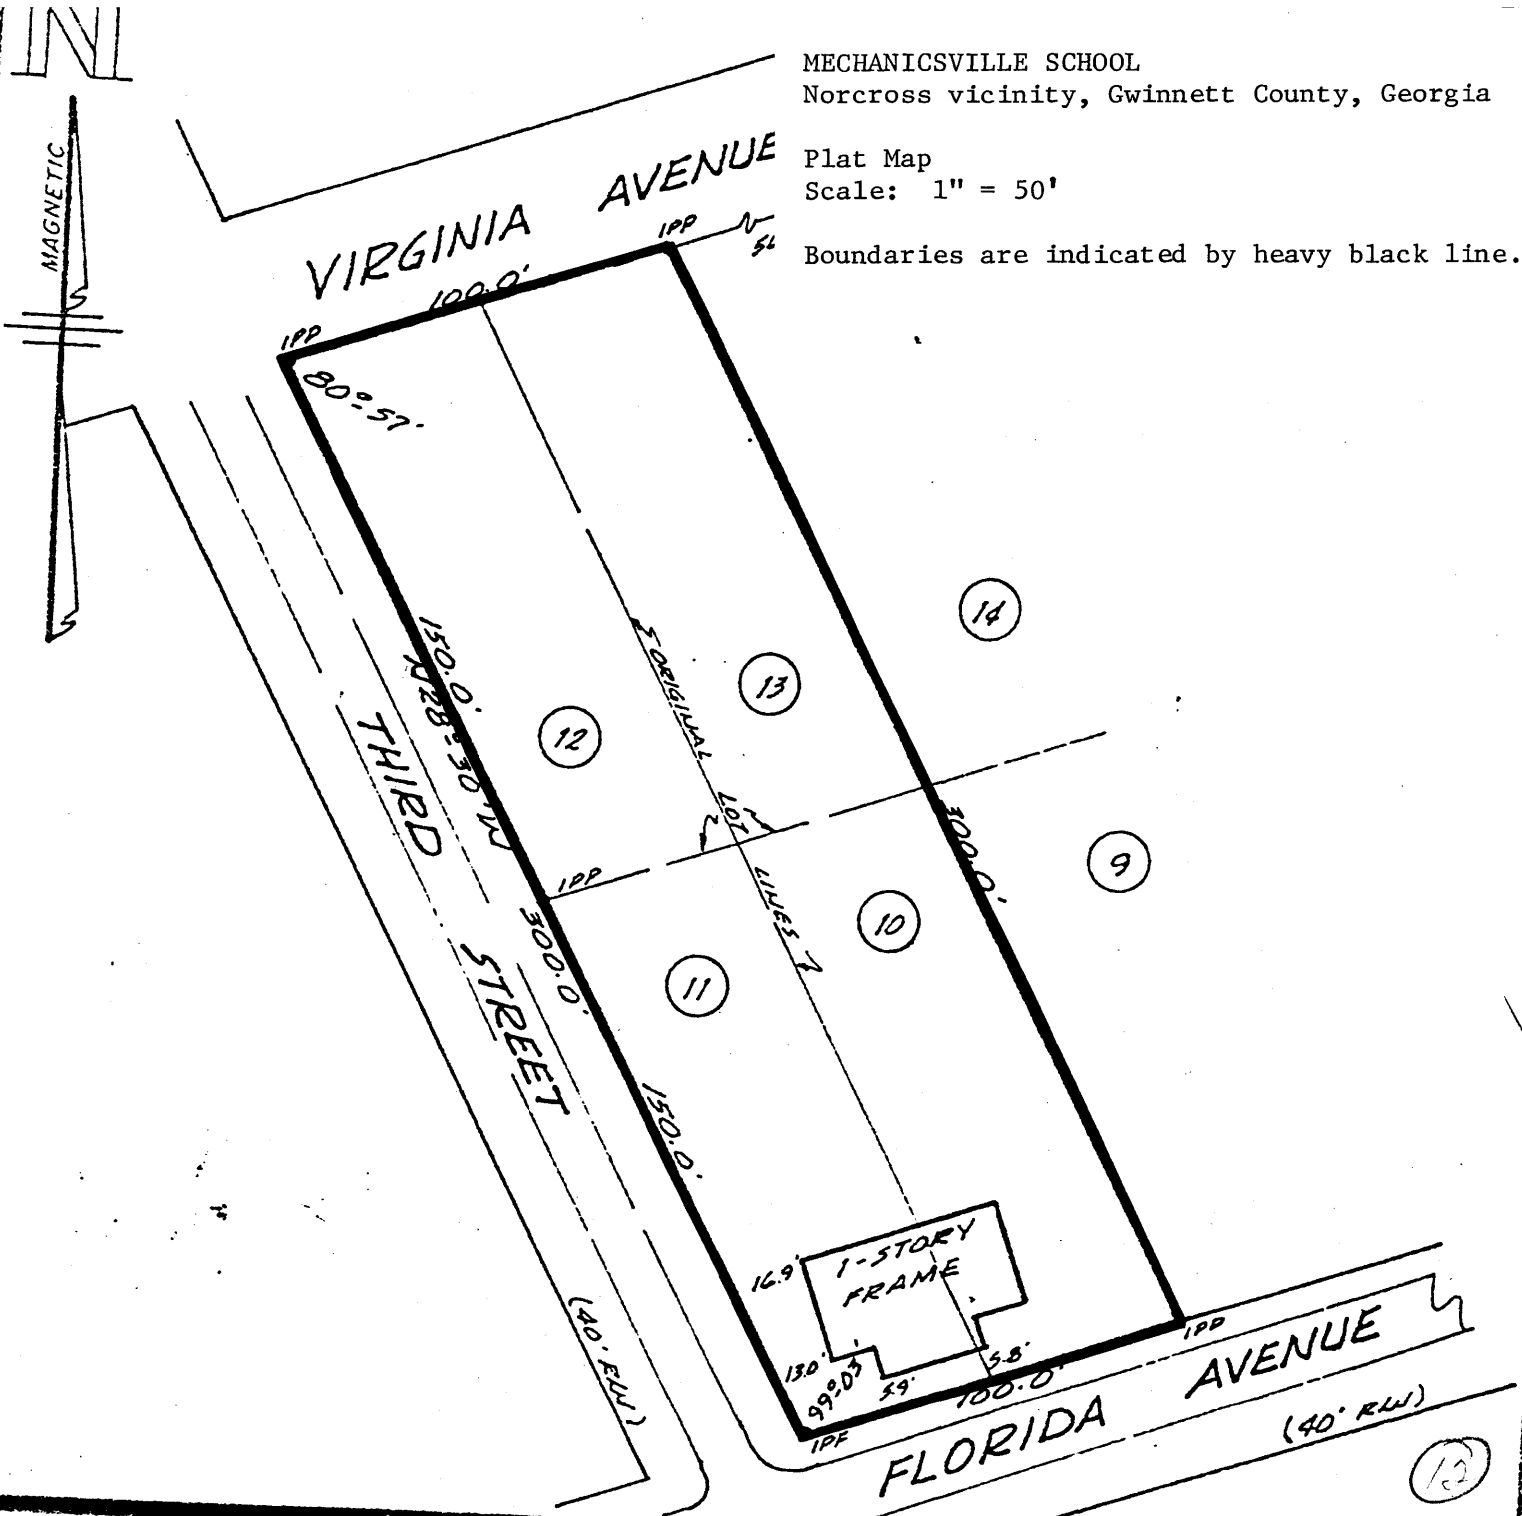 N
MAGNETIC
MECHANICSVILLE SCHOOL
Norcross vicinity, Gwinnett County, Georgia
Plat Map
Scale: 1" = 50'
Boundaries are indicated by heavy black line.
VIRGINIA AVENUE
IPP
100.0'
IPP
80°57'
150.0'
N28°30'W
THIRD STREET
(40' R/W)
ORIGINAL LOT LINES
12
13
14
IPP
300.0'
300.0'
9
10
11
150.0'
1-STORY
FRAME
16.9'
13.0'
99°03'
5.9'
5.8'
100.0'
IPP
IPF
FLORIDA AVENUE
(40' R/W)
12